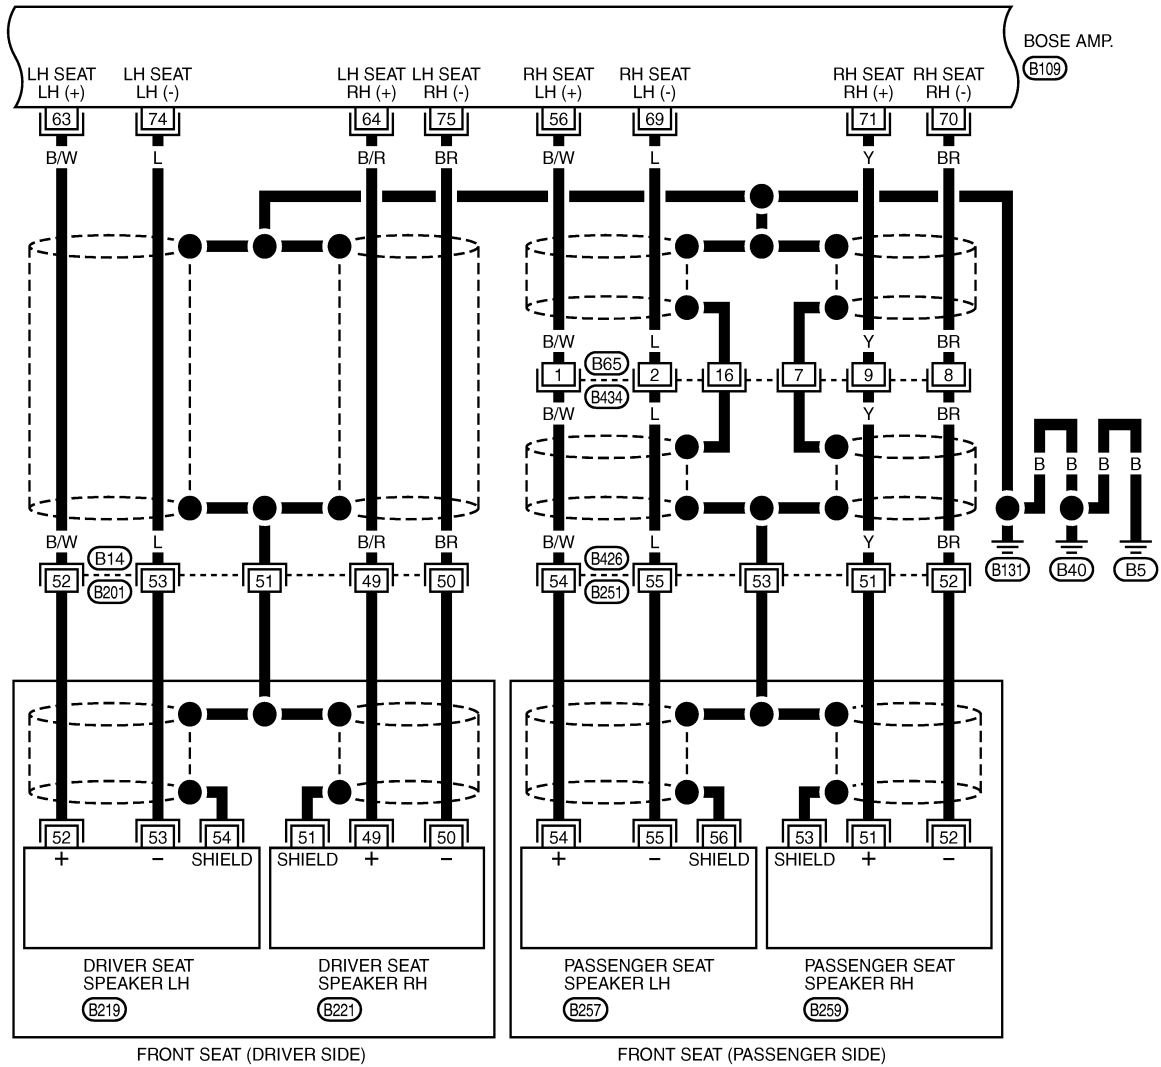 BOSE AMP.
B109
LH SEAT LH SEAT LH SEAT LH SEAT RH SEAT RH SEAT RH SEAT RH SEAT
LH (+) LH (-) RH (+) RH (-) LH (+) LH (-) RH (+) RH (-)
63 74 64 75 56 69 71 70
B/W L B/R BR B/W L Y BR
B/W L Y BR
B65
1 2 16 7 9 8
B434
B/W L Y BR
B B B B
B/W L B/R BR B/W L Y BR
B14 B426
B131 B40 B5
52 53 51 49 50 54 55 53 51 52
B201 B251
52 53 54 51 49 50 54 55 56 53 51 52
+ – SHIELD SHIELD + – + – SHIELD SHIELD + –
DRIVER SEAT DRIVER SEAT PASSENGER SEAT PASSENGER SEAT
SPEAKER LH SPEAKER RH SPEAKER LH SPEAKER RH
B219 B221 B257 B259
FRONT SEAT (DRIVER SIDE) FRONT SEAT (PASSENGER SIDE)